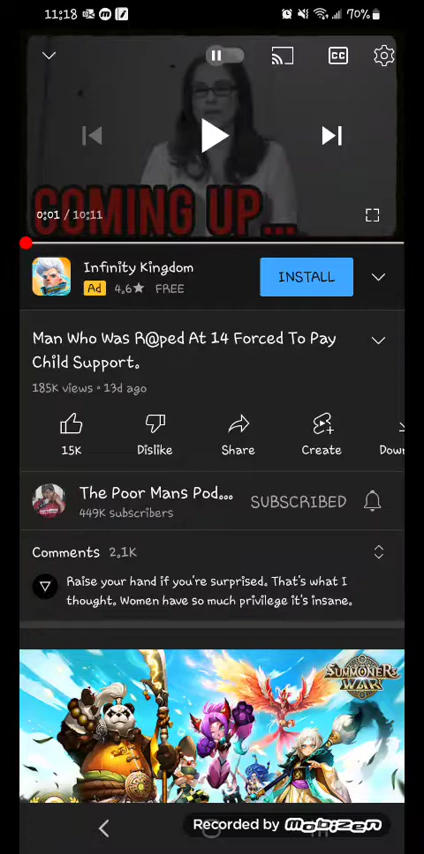 11:18
70%
CC
COMING UP...
0:01 / 10:11
Infinity Kingdom
INSTALL
Ad 4.6★ FREE
Man Who Was R@ped At 14 Forced To Pay
Child Support.
185K views • 13d ago
15K Dislike Share Create Down
The Poor Mans Pod... SUBSCRIBED
449K subscribers
Comments 2.1K
Raise your hand if you're surprised. That's what I
thought. Women have so much privilege it's insane.
SUMMONERS
WAR
Recorded by mobizen